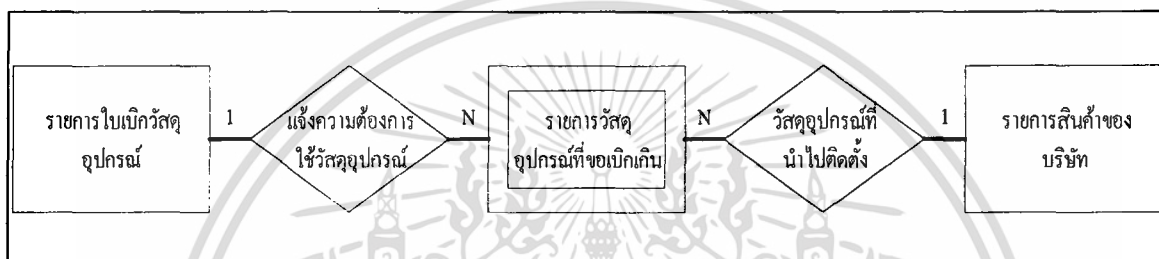 รายการใบเบิกวัสดุ
อุปกรณ์
1
แจ้งความต้องการ
ใช้วัสดุอุปกรณ์
N
รายการวัสดุ
อุปกรณ์ที่ขอเบิกเกิน
N
วัสดุอุปกรณ์ที่
นำไปติดตั้ง
1
รายการสินค้าของ
บริษัท